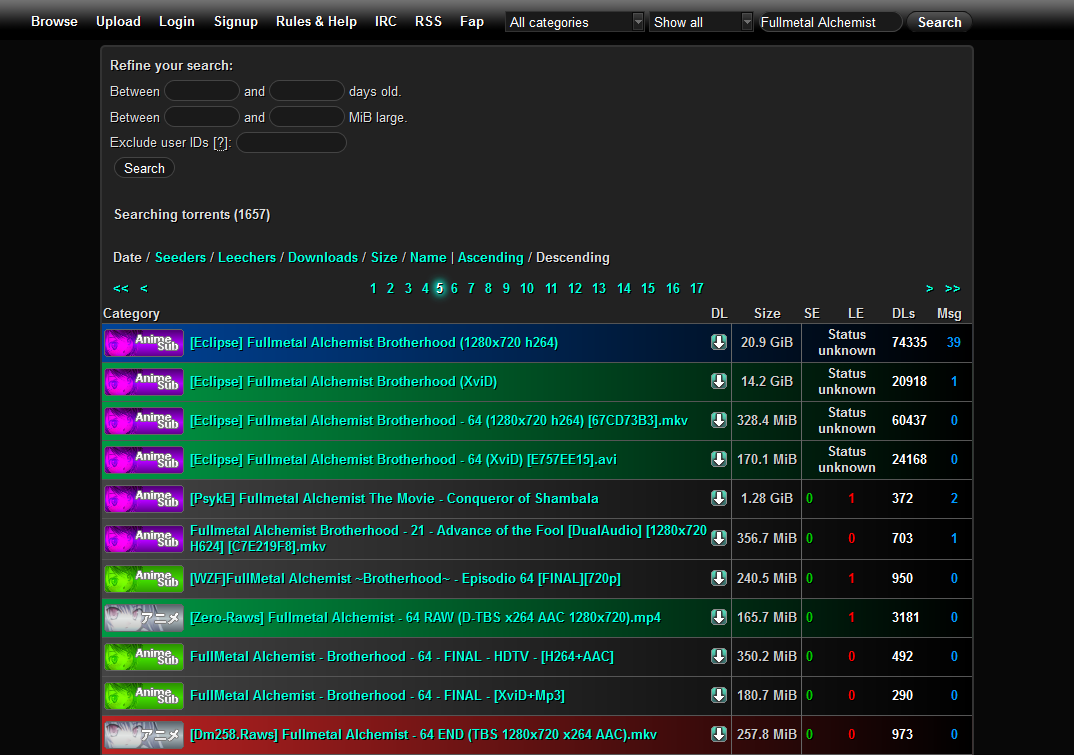 Browse Upload Login Signup Rules & Help IRC RSS Fap All categories Show all Fullmetal Alchemist Search
Refine your search:
Between and days old.
Between and MiB large.
Exclude user IDs [?]:
Search
Searching torrents (1657)
Date / Seeders / Leechers / Downloads / Size / Name | Ascending / Descending
<< < 1 2 3 4 5 6 7 8 9 10 11 12 13 14 15 16 17 > >>
Category DL Size SE LE DLs Msg
Anime Sub [Eclipse] Fullmetal Alchemist Brotherhood (1280x720 h264) 20.9 GiB Status unknown 74335 39
Anime Sub [Eclipse] Fullmetal Alchemist Brotherhood (XviD) 14.2 GiB Status unknown 20918 1
Anime Sub [Eclipse] Fullmetal Alchemist Brotherhood - 64 (1280x720 h264) [67CD73B3].mkv 328.4 MiB Status unknown 60437 0
Anime Sub [Eclipse] Fullmetal Alchemist Brotherhood - 64 (XviD) [E757EE15].avi 170.1 MiB Status unknown 24168 0
Anime Sub [PsykE] Fullmetal Alchemist The Movie - Conqueror of Shambala 1.28 GiB 0 1 372 2
Anime Sub Fullmetal Alchemist Brotherhood - 21 - Advance of the Fool [DualAudio] [1280x720
H624] [C7E219F8].mkv 356.7 MiB 0 0 703 1
Anime Sub [WZF]FullMetal Alchemist ~Brotherhood~ - Episodio 64 [FINAL][720p] 240.5 MiB 0 1 950 0
アニメ [Zero-Raws] Fullmetal Alchemist - 64 RAW (D-TBS x264 AAC 1280x720).mp4 165.7 MiB 0 1 3181 0
Anime Sub FullMetal Alchemist - Brotherhood - 64 - FINAL - HDTV - [H264+AAC] 350.2 MiB 0 0 492 0
Anime Sub FullMetal Alchemist - Brotherhood - 64 - FINAL - [XviD+Mp3] 180.7 MiB 0 0 290 0
アニメ [Dm258.Raws] Fullmetal Alchemist - 64 END (TBS 1280x720 x264 AAC).mkv 257.8 MiB 0 0 973 0